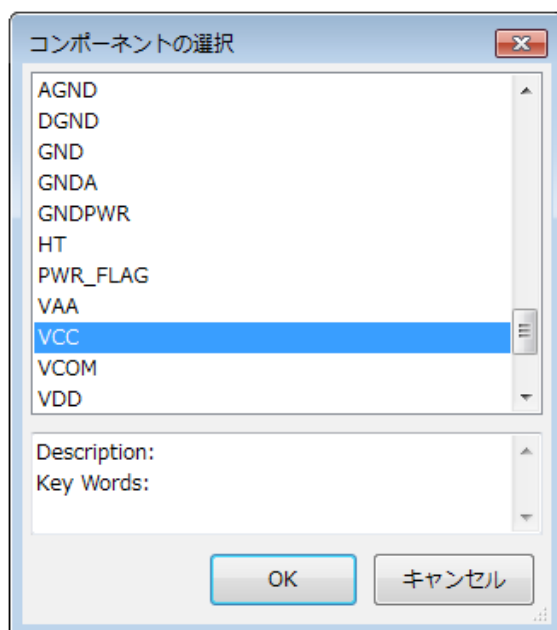 コンポーネントの選択
AGND
DGND
GND
GNDA
GNDPWR
HT
PWR_FLAG
VAA
VCC
VCOM
VDD
Description:
Key Words:
OK
キャンセル